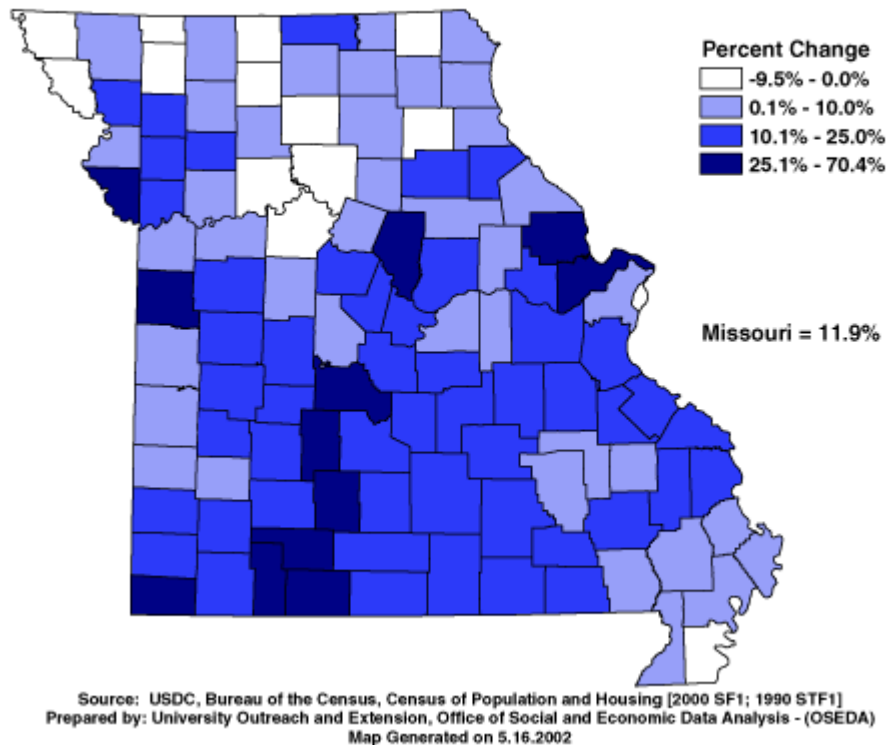 Percent Change
-9.5% - 0.0%
0.1% - 10.0%
10.1% - 25.0%
25.1% - 70.4%
Missouri = 11.9%
Source: USDC, Bureau of the Census, Census of Population and Housing [2000 SF1; 1990 STF1]
Prepared by: University Outreach and Extension, Office of Social and Economic Data Analysis - (OSEDA)
Map Generated on 5.16.2002